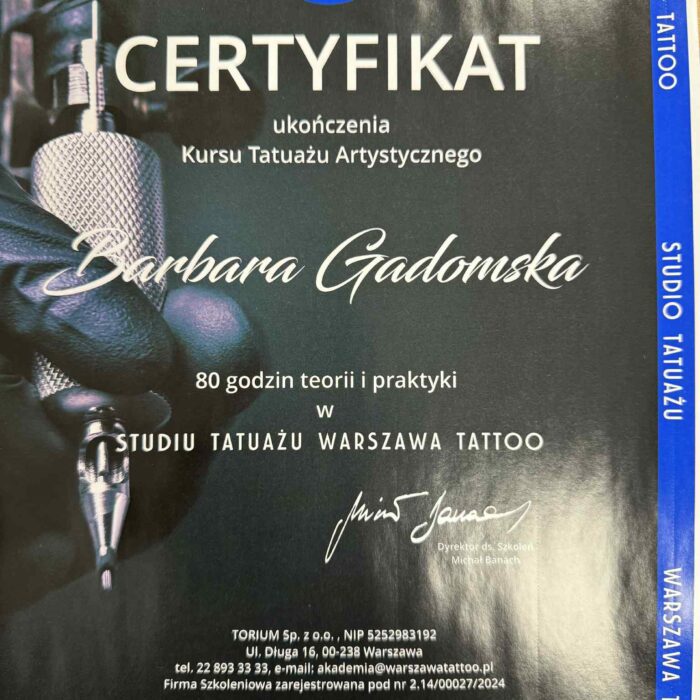 CERTYFIKAT
ukończenia
Kursu Tatuażu Artystycznego
Barbara Gadomska
80 godzin teorii i praktyki
w
STUDIU TATUAŻU WARSZAWA TATTOO
Dyrektor ds. Szkoleń
Michał Banach
TORIUM Sp. z o.o. , NIP 5252983192
Ul. Długa 16, 00-238 Warszawa
tel. 22 893 33 33, e-mail: akademia@warszawatattoo.pl
Firma Szkoleniowa zarejestrowana pod nr 2.14/00027/2024
TATTOO
STUDIO TATUAŻU
WARSZAWA T